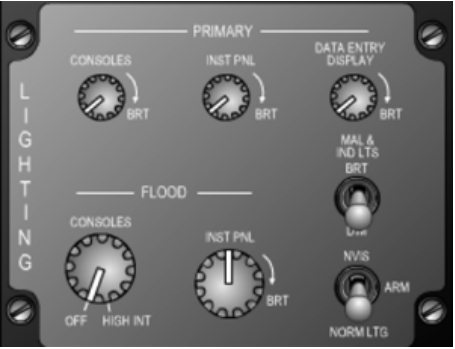 PRIMARY
CONSOLES
INST PNL
DATA ENTRY
DISPLAY
BRT
BRT
BRT
LIGHTING
MAL &
IND LTS
BRT
FLOOD
CONSOLES
INST PNL
NVIS
BRT
ARM
OFF
HIGH INT
NORM LTG